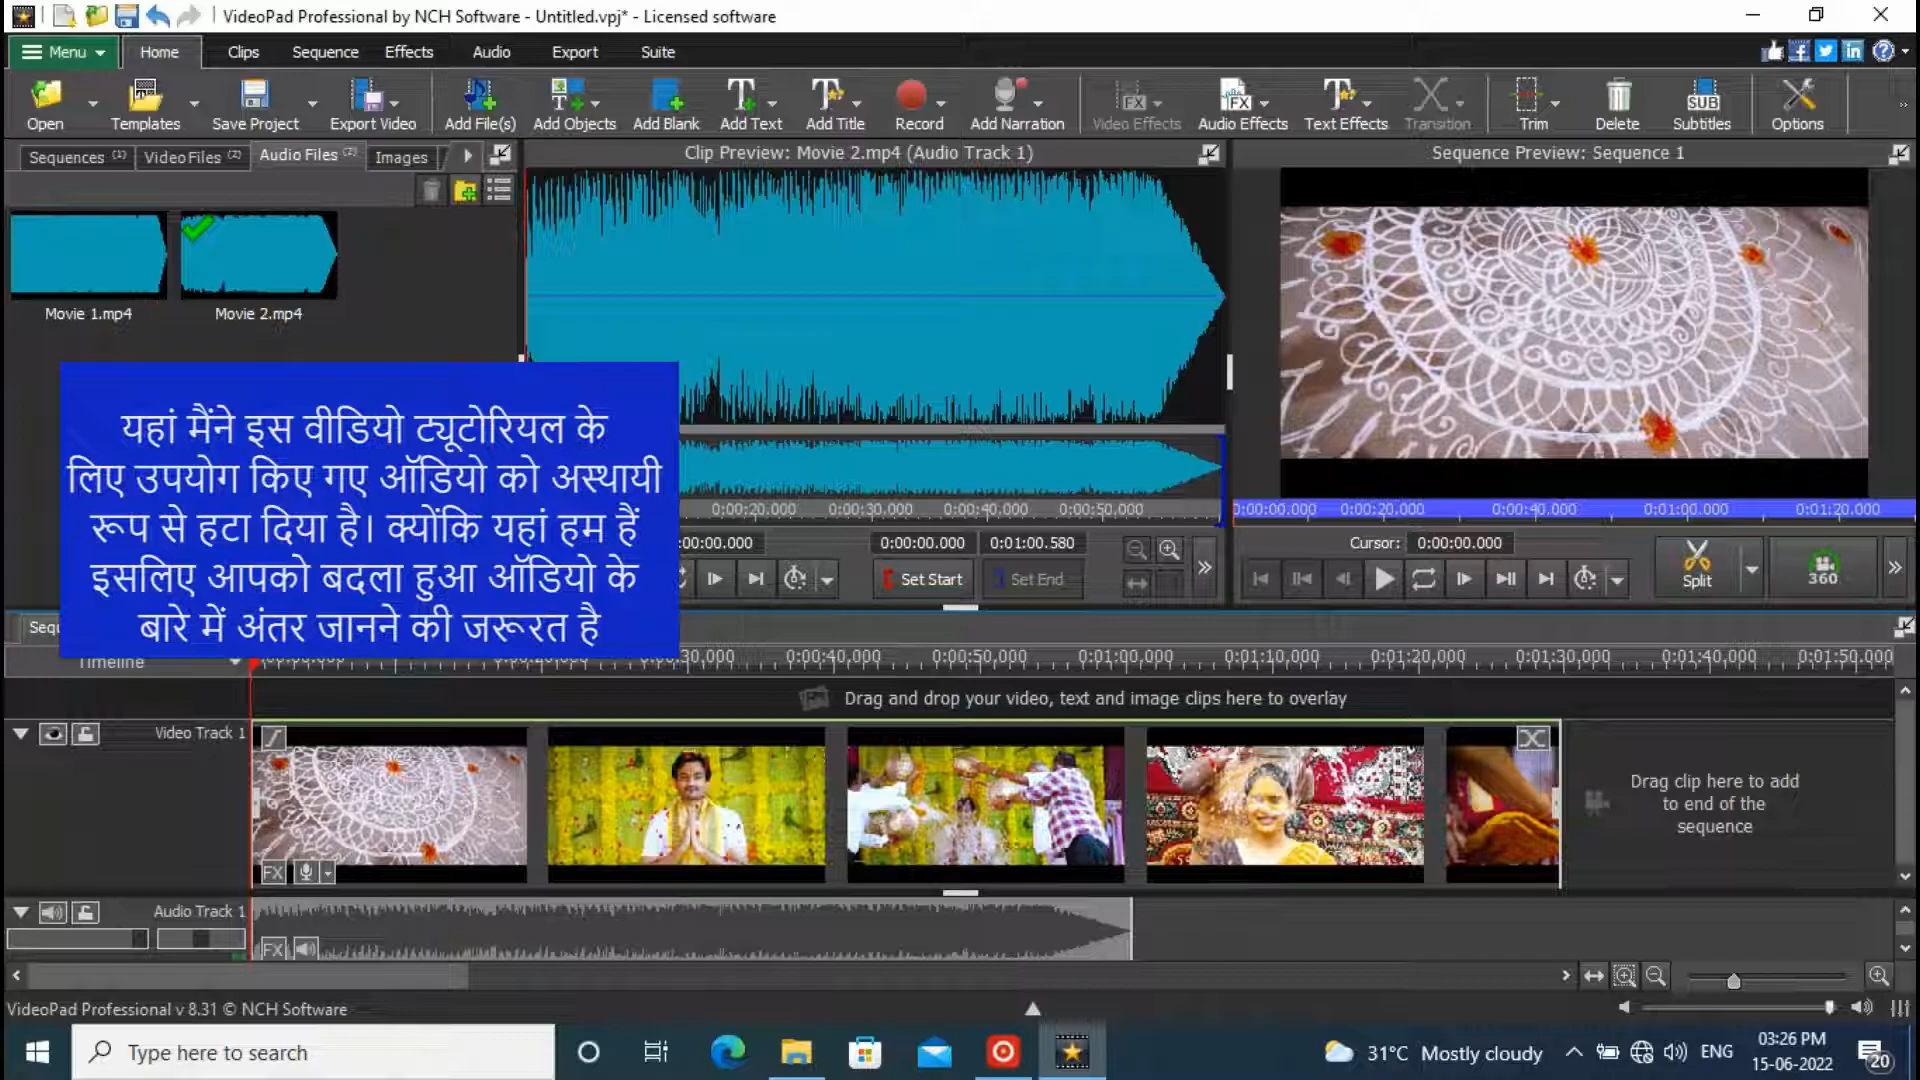 VideoPad Professional by NCH Software - Untitled.vpj* - Licensed software
Menu Home Clips Sequence Effects Audio Export Suite
Open Templates Save Project Export Video Add File(s) Add Objects Add Blank Add Text Add Title Record Add Narration Video Effects Audio Effects Text Effects Transition Trim Delete Subtitles Options
Sequences (1) Video Files (2) Audio Files (2) Images
Clip Preview: Movie 2.mp4 (Audio Track 1)
Sequence Preview: Sequence 1
Movie 1.mp4 Movie 2.mp4
यहां मैंने इस वीडियो ट्यूटोरियल के
लिए उपयोग किए गए ऑडियो को अस्थायी
रूप से हटा दिया है। क्योंकि यहां हम हैं
इसलिए आपको बदला हुआ ऑडियो के
बारे में अंतर जानने की जरूरत है
0:00:20.000 0:00:30.000 0:00:40.000 0:00:50.000
0:00:00.000 0:00:20.000 0:00:40.000 0:01:00.000 0:01:20.000
:00:00.000 0:00:00.000 0:01:00.580
Cursor: 0:00:00.000
Set Start Set End
Split 360
Sequ
Timeline
30,000 0:00:40,000 0:00:50,000 0:01:00,000 0:01:10,000 0:01:20,000 0:01:30,000 0:01:40,000 0:01:50,000
Drag and drop your video, text and image clips here to overlay
Video Track 1
FX
Drag clip here to add
to end of the
sequence
Audio Track 1
FX
VideoPad Professional v 8.31 © NCH Software
Type here to search
31°C Mostly cloudy
ENG
03:26 PM
15-06-2022
20